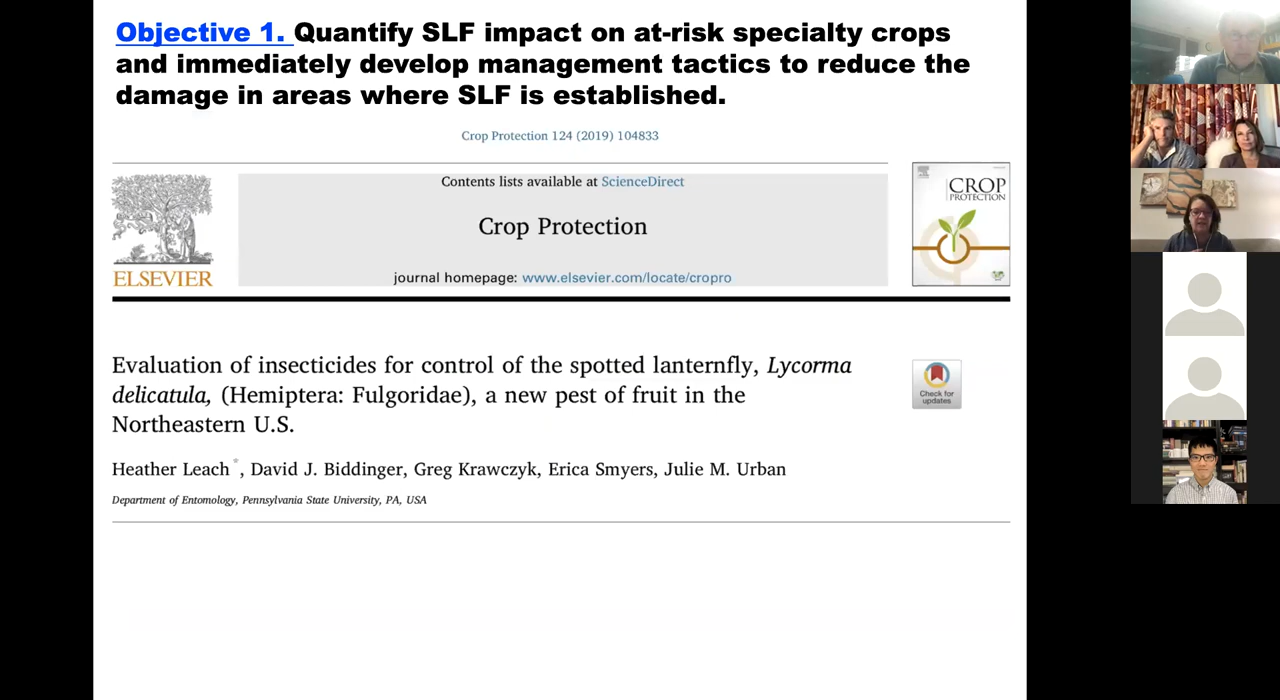 Objective 1. Quantify SLF impact on at-risk specialty crops
and immediately develop management tactics to reduce the
damage in areas where SLF is established.
Crop Protection 124 (2019) 104833
Contents lists available at ScienceDirect
Crop Protection
journal homepage: www.elsevier.com/locate/cropro
ELSEVIER
CROP
PROTECTION
Evaluation of insecticides for control of the spotted lanternfly, Lycorma
delicatula, (Hemiptera: Fulgoridae), a new pest of fruit in the
Northeastern U.S.
Check for
updates
Heather Leach*, David J. Biddinger, Greg Krawczyk, Erica Smyers, Julie M. Urban
Department of Entomology, Pennsylvania State University, PA, USA